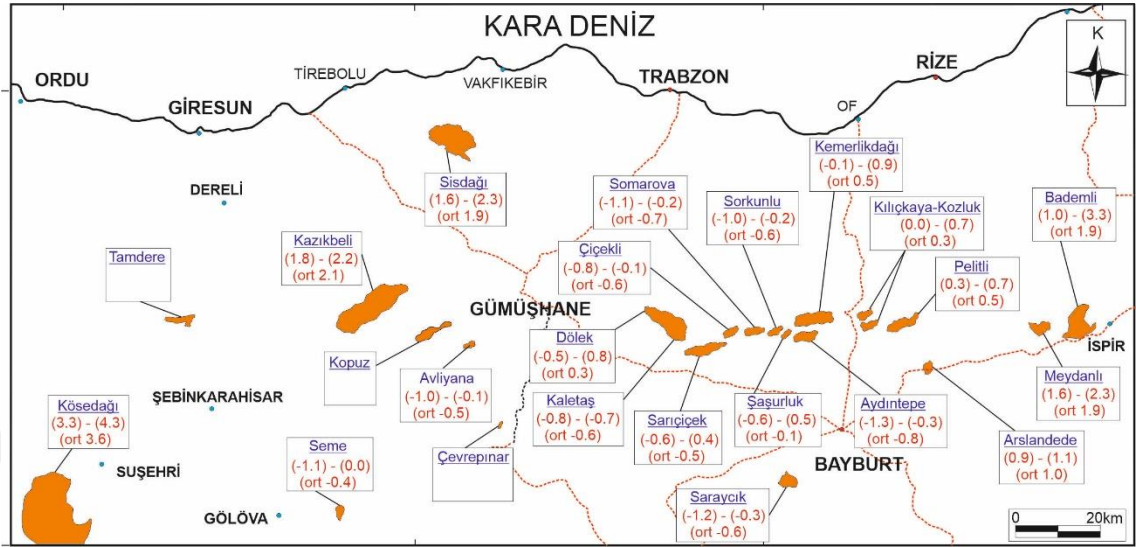 KARA DENİZ
K
ORDU
GİRESUN
TİREBOLU
VAKFIKEBİR
TRABZON
OF
RİZE
DERELİ
Sisdağı
(1.6) - (2.3)
(ort 1.9)
Somarova
(-1.1) - (-0.2)
(ort -0.7)
Sorkunlu
(-1.0) - (-0.2)
(ort -0.6)
Kemerlikdağı
(-0.1) - (0.9)
(ort 0.5)
Kılıçkaya-Kozluk
(0.0) - (0.7)
(ort 0.3)
Bademli
(1.0) - (3.3)
(ort 1.9)
Tamdere
Kazıkbeli
(1.8) - (2.2)
(ort 2.1)
Çiçekli
(-0.8) - (-0.1)
(ort -0.6)
Pelitli
(0.3) - (0.7)
(ort 0.5)
GÜMÜŞHANE
İSPİR
Kopuz
Dölek
(-0.5) - (0.8)
(ort 0.3)
Avliyana
(-1.0) - (-0.1)
(ort -0.5)
Kaletaş
(-0.8) - (-0.7)
(ort -0.6)
Sarıçiçek
(-0.6) - (0.4)
(ort -0.5)
Şaşurluk
(-0.6) - (0.5)
(ort -0.1)
Aydıntepe
(-1.3) - (-0.3)
(ort -0.8)
Meydanlı
(1.6) - (2.3)
(ort 1.9)
ŞEBİNKARAHİSAR
Kösedağı
(3.3) - (4.3)
(ort 3.6)
SUŞEHRİ
Seme
(-1.1) - (0.0)
(ort -0.4)
Çevrepınar
Arslandede
(0.9) - (1.1)
(ort 1.0)
BAYBURT
Saraycık
(-1.2) - (-0.3)
(ort -0.6)
GÖLÖVA
0 20km